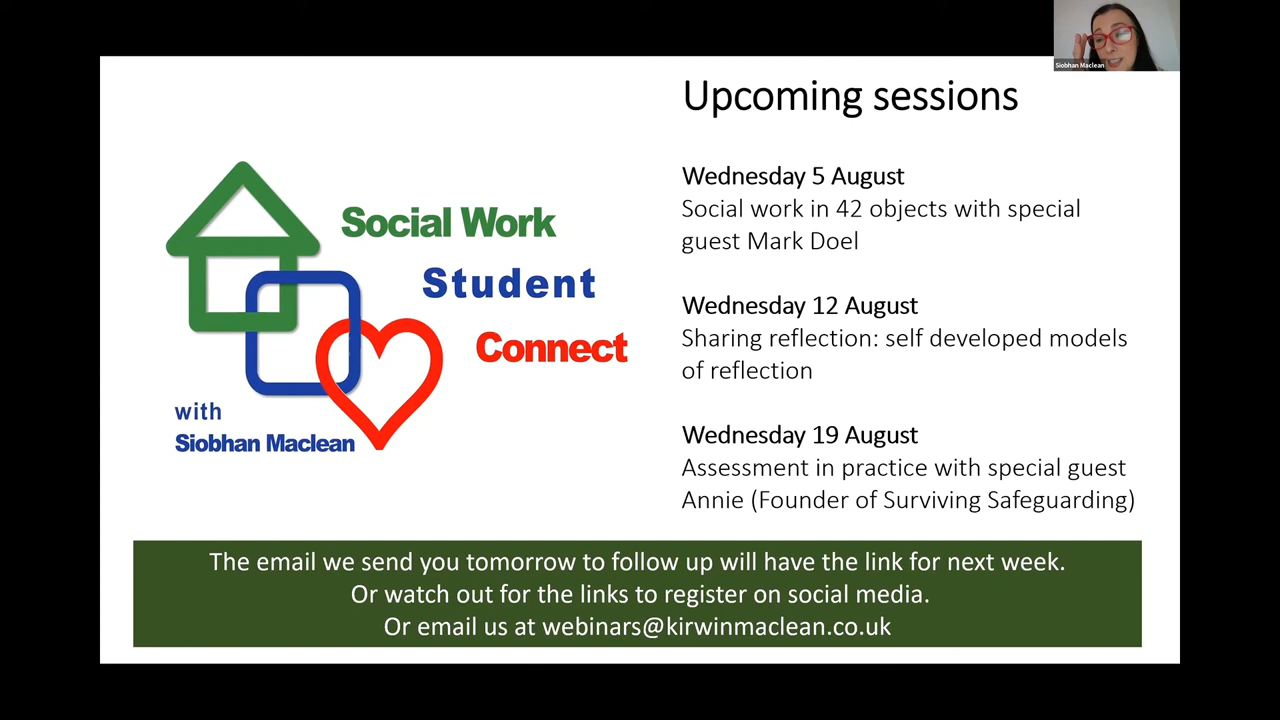 Siobhan Maclean
Upcoming sessions
Social Work
Student
Connect
with
Siobhan Maclean
Wednesday 5 August
Social work in 42 objects with special
guest Mark Doel
Wednesday 12 August
Sharing reflection: self developed models
of reflection
Wednesday 19 August
Assessment in practice with special guest
Annie (Founder of Surviving Safeguarding)
The email we send you tomorrow to follow up will have the link for next week.
Or watch out for the links to register on social media.
Or email us at webinars@kirwinmaclean.co.uk